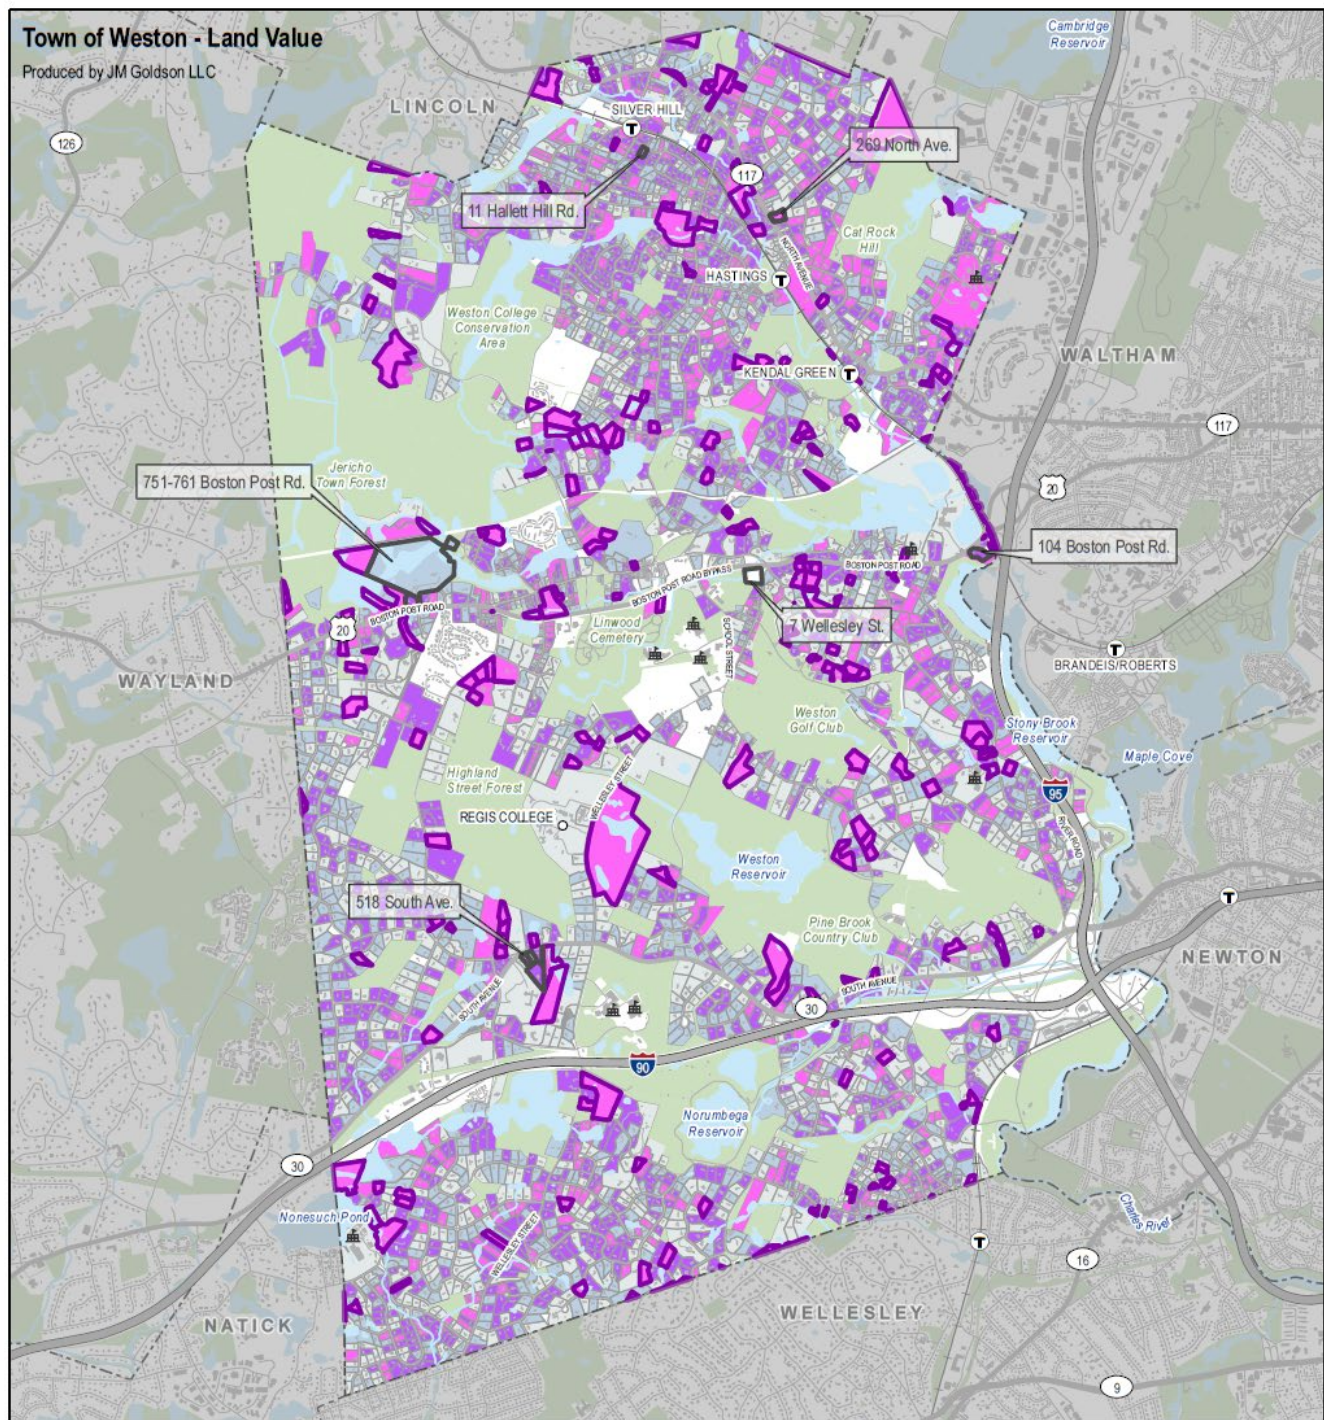 Town of Weston - Land Value
Produced by JM Goldson LLC
Cambridge
Reservoir
LINCOLN
SILVER HILL
T
126
269 North Ave.
117
11 Hallett Hill Rd.
Cat Rock
Hill
NORTH AVENUE
HASTINGS
T
Weston College
Conservation
Area
WALTHAM
KENDAL GREEN
T
117
Jericho
Town Forest
751-761 Boston Post Rd.
20
104 Boston Post Rd.
BOSTON POST ROAD
BOSTON POST ROAD BYPASS
BOSTON POST ROAD
20
7 Wellesley St.
Linwood
Cemetery
SCHOOL STREET
T
BRANDEIS/ROBERTS
WAYLAND
Weston
Golf Club
Stony Brook
Reservoir
Maple Cove
Highland
Street Forest
WELLESLEY STREET
95
REGIS COLLEGE
RIVER ROAD
Weston
Reservoir
518 South Ave.
T
Pine Brook
Country Club
NEWTON
SOUTH AVENUE
SOUTH AVENUE
30
90
Norumbega
Reservoir
30
Nonesuch Pond
WELLESLEY STREET
Charles River
T
16
WELLESLEY
NATICK
9